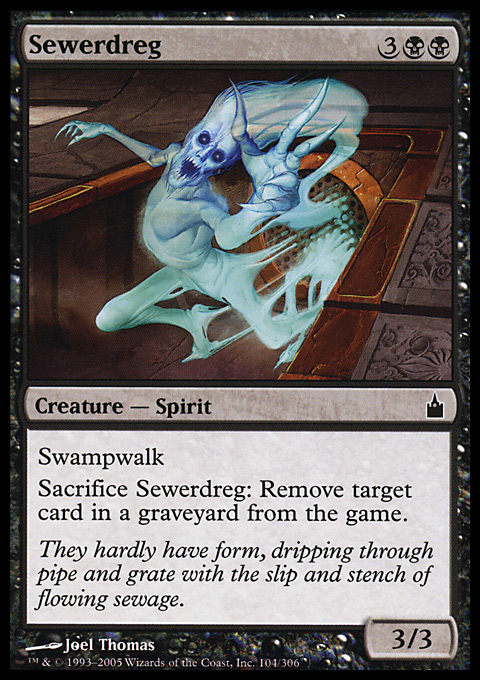 Sewerdreg 3
Creature — Spirit
Swampwalk
Sacrifice Sewerdreg: Remove target
card in a graveyard from the game.
They hardly have form, dripping through
pipe and grate with the slip and stench of
flowing sewage.
Joel Thomas
3/3
™ & © 1993–2005 Wizards of the Coast, Inc. 104/306